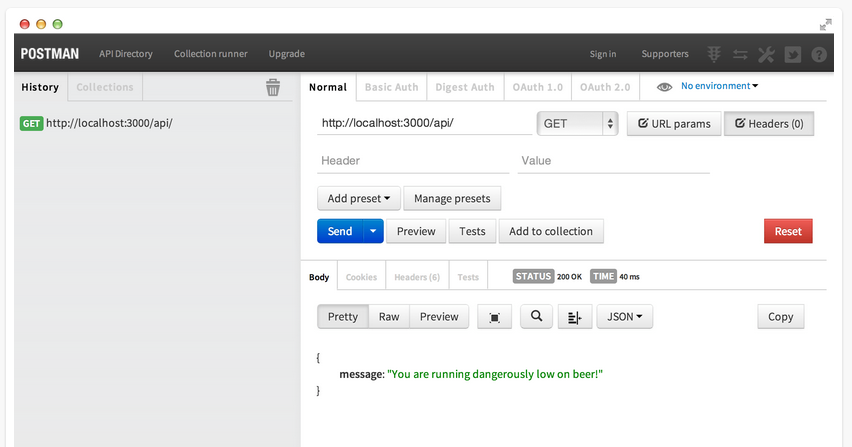 POSTMAN API Directory Collection runner Upgrade Sign in Supporters
History Collections
GET http://localhost:3000/api/
Normal Basic Auth Digest Auth OAuth 1.0 OAuth 2.0 No environment
http://localhost:3000/api/ GET URL params Headers (0)
Header Value
Add preset Manage presets
Send Preview Tests Add to collection Reset
Body Cookies Headers (6) Tests STATUS 200 OK TIME 40 ms
Pretty Raw Preview JSON Copy
{
message: "You are running dangerously low on beer!"
}